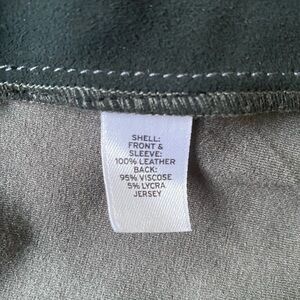 SHELL:
FRONT &
SLEEVE:
100% LEATHER
BACK:
95% VISCOSE
5% LYCRA
JERSEY